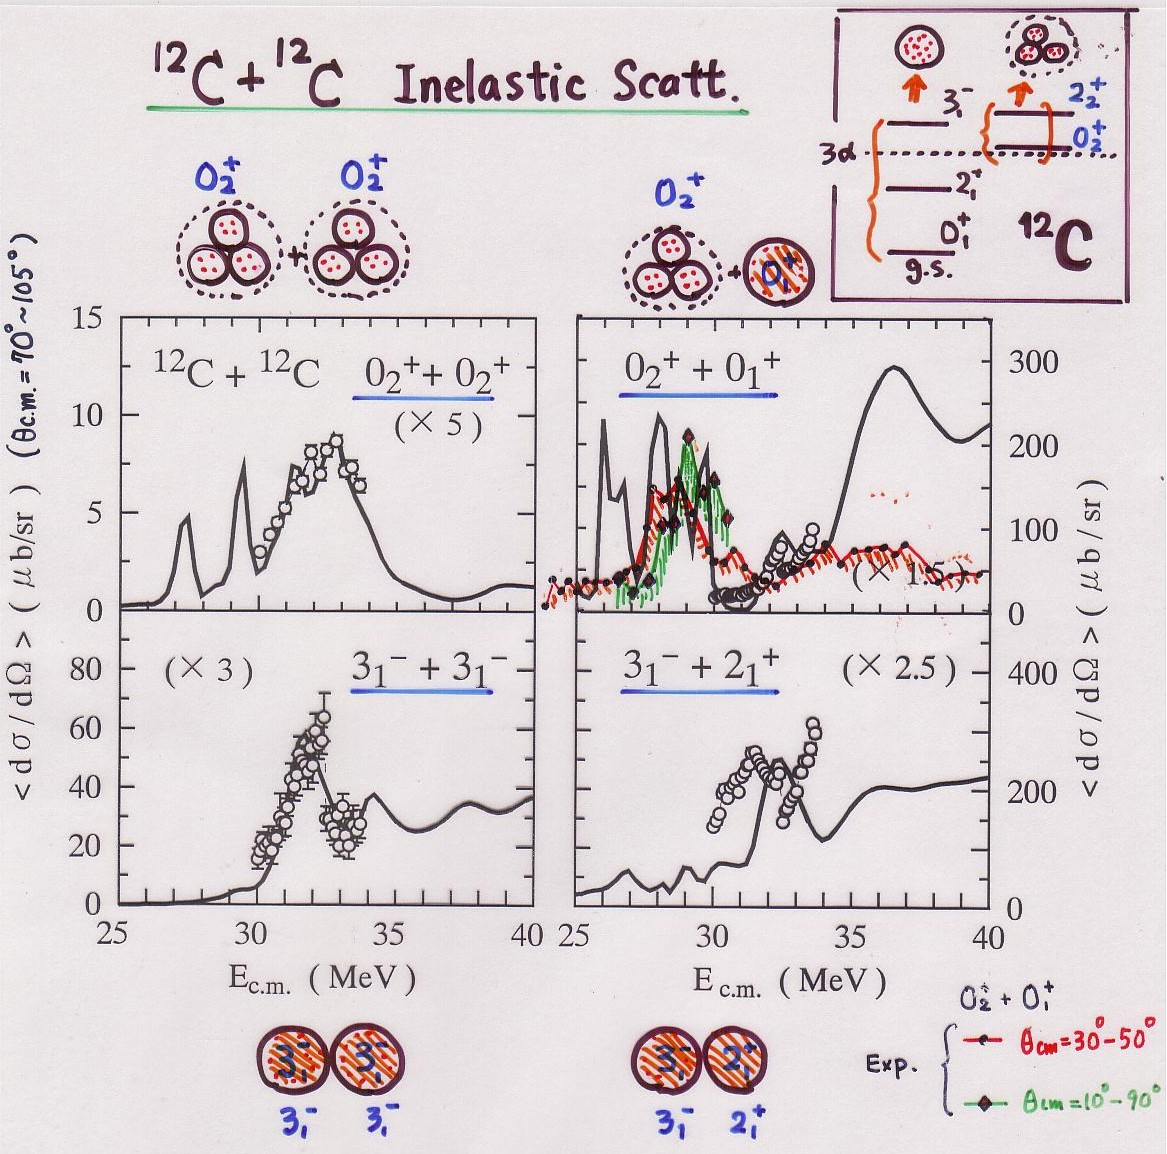 ¹²C + ¹²C Inelastic Scatt.
3₁⁻
2₂⁺
0₂⁺
3α
2₁⁺
0₁⁺
g.s.
¹²C
0₂⁺ 0₂⁺
+
0₂⁺
+ 0₁⁺
< dσ/dΩ > ( μb/sr ) (θc.m.=70°~105°)
15
10
5
0
¹²C + ¹²C 0₂⁺ + 0₂⁺
(× 5)
0₂⁺ + 0₁⁺
(× 1.5)
300
200
100
0
< dσ/dΩ > ( μb/sr )
80
60
40
20
0
(× 3) 3₁⁻ + 3₁⁻
3₁⁻ + 2₁⁺ (× 2.5)
400
200
0
25 30 35 40
25 30 35 40
E c.m. ( MeV )
E c.m. ( MeV )
3₁⁻ 3₁⁻
3₁⁻ 3₁⁻
3₁⁻ 2₁⁺
3₁⁻ 2₁⁺
0₂⁺ + 0₁⁺
Exp.
θcm=30°-50°
θcm=10°-90°